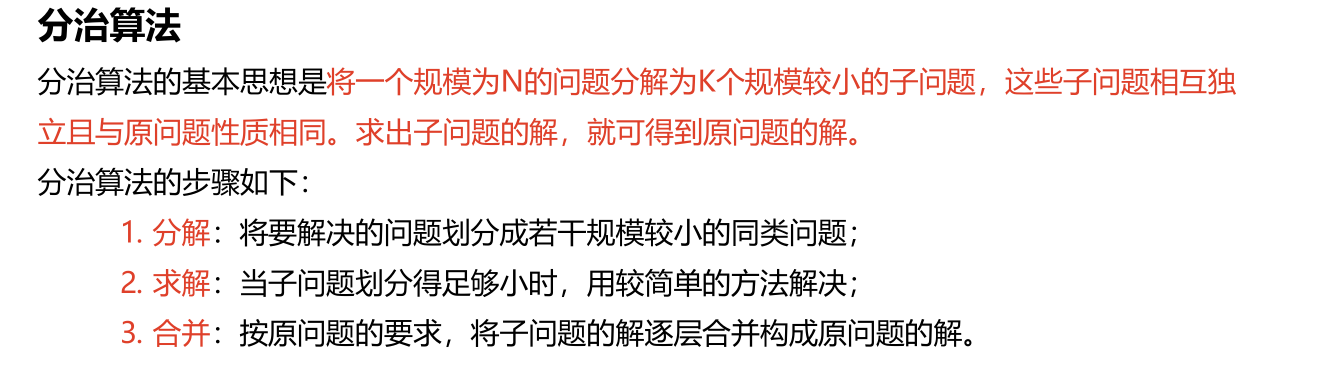 分治算法
分治算法的基本思想是将一个规模为N的问题分解为K个规模较小的子问题，这些子问题相互独
立且与原问题性质相同。求出子问题的解，就可得到原问题的解。
分治算法的步骤如下：
1. 分解：将要解决的问题划分成若干规模较小的同类问题；
2. 求解：当子问题划分得足够小时，用较简单的方法解决；
3. 合并：按原问题的要求，将子问题的解逐层合并构成原问题的解。